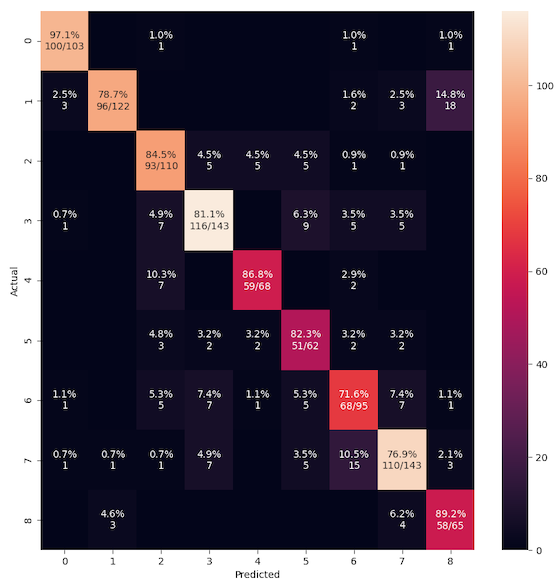 97.1% 1.0% 1.0% 1.0%
0 100/103 1 1 1
2.5% 78.7% 1.6% 2.5% 14.8%
1 3 96/122 2 3 18
84.5% 4.5% 4.5% 4.5% 0.9% 0.9%
2 93/110 5 5 5 1 1
0.7% 4.9% 81.1% 6.3% 3.5% 3.5%
3 1 7 116/143 9 5 5
10.3% 86.8% 2.9%
4 7 59/68 2
4.8% 3.2% 3.2% 82.3% 3.2% 3.2%
5 3 2 2 51/62 2 2
1.1% 5.3% 7.4% 1.1% 5.3% 71.6% 7.4% 1.1%
6 1 5 7 1 5 68/95 7 1
0.7% 0.7% 0.7% 4.9% 3.5% 10.5% 76.9% 2.1%
7 1 1 1 7 5 15 110/143 3
4.6% 6.2% 89.2%
8 3 4 58/65
0 1 2 3 4 5 6 7 8
Predicted
Actual
100
80
60
40
20
0